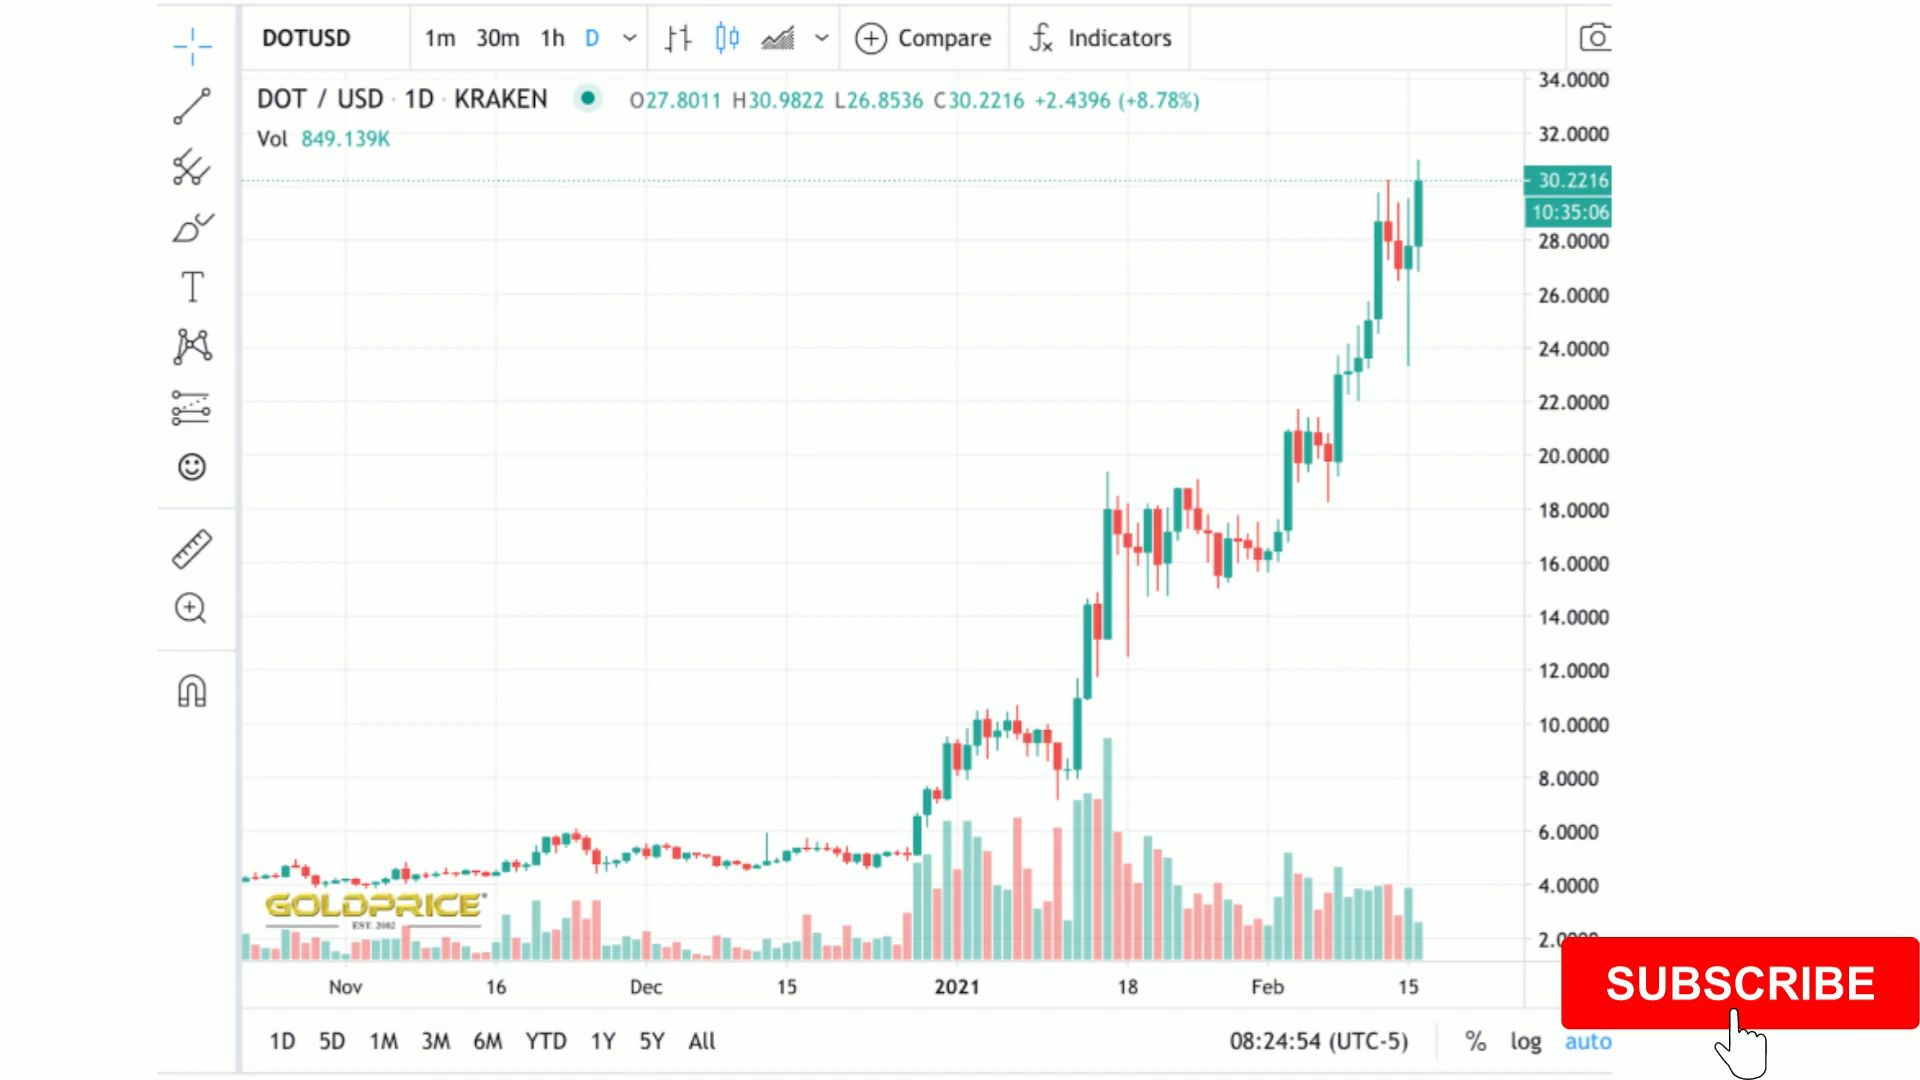 DOTUSD 1m 30m 1h D Compare fx Indicators
DOT / USD · 1D · KRAKEN O27.8011 H30.9822 L26.8536 C30.2216 +2.4396 (+8.78%)
Vol 849.139K
34.0000
32.0000
30.2216
10:35:06
28.0000
26.0000
24.0000
22.0000
20.0000
18.0000
16.0000
14.0000
12.0000
10.0000
8.0000
6.0000
4.0000
GOLDPRICE
EST. 2002
SUBSCRIBE
Nov 16 Dec 15 2021 18 Feb 15
1D 5D 1M 3M 6M YTD 1Y 5Y All 08:24:54 (UTC-5) % log auto